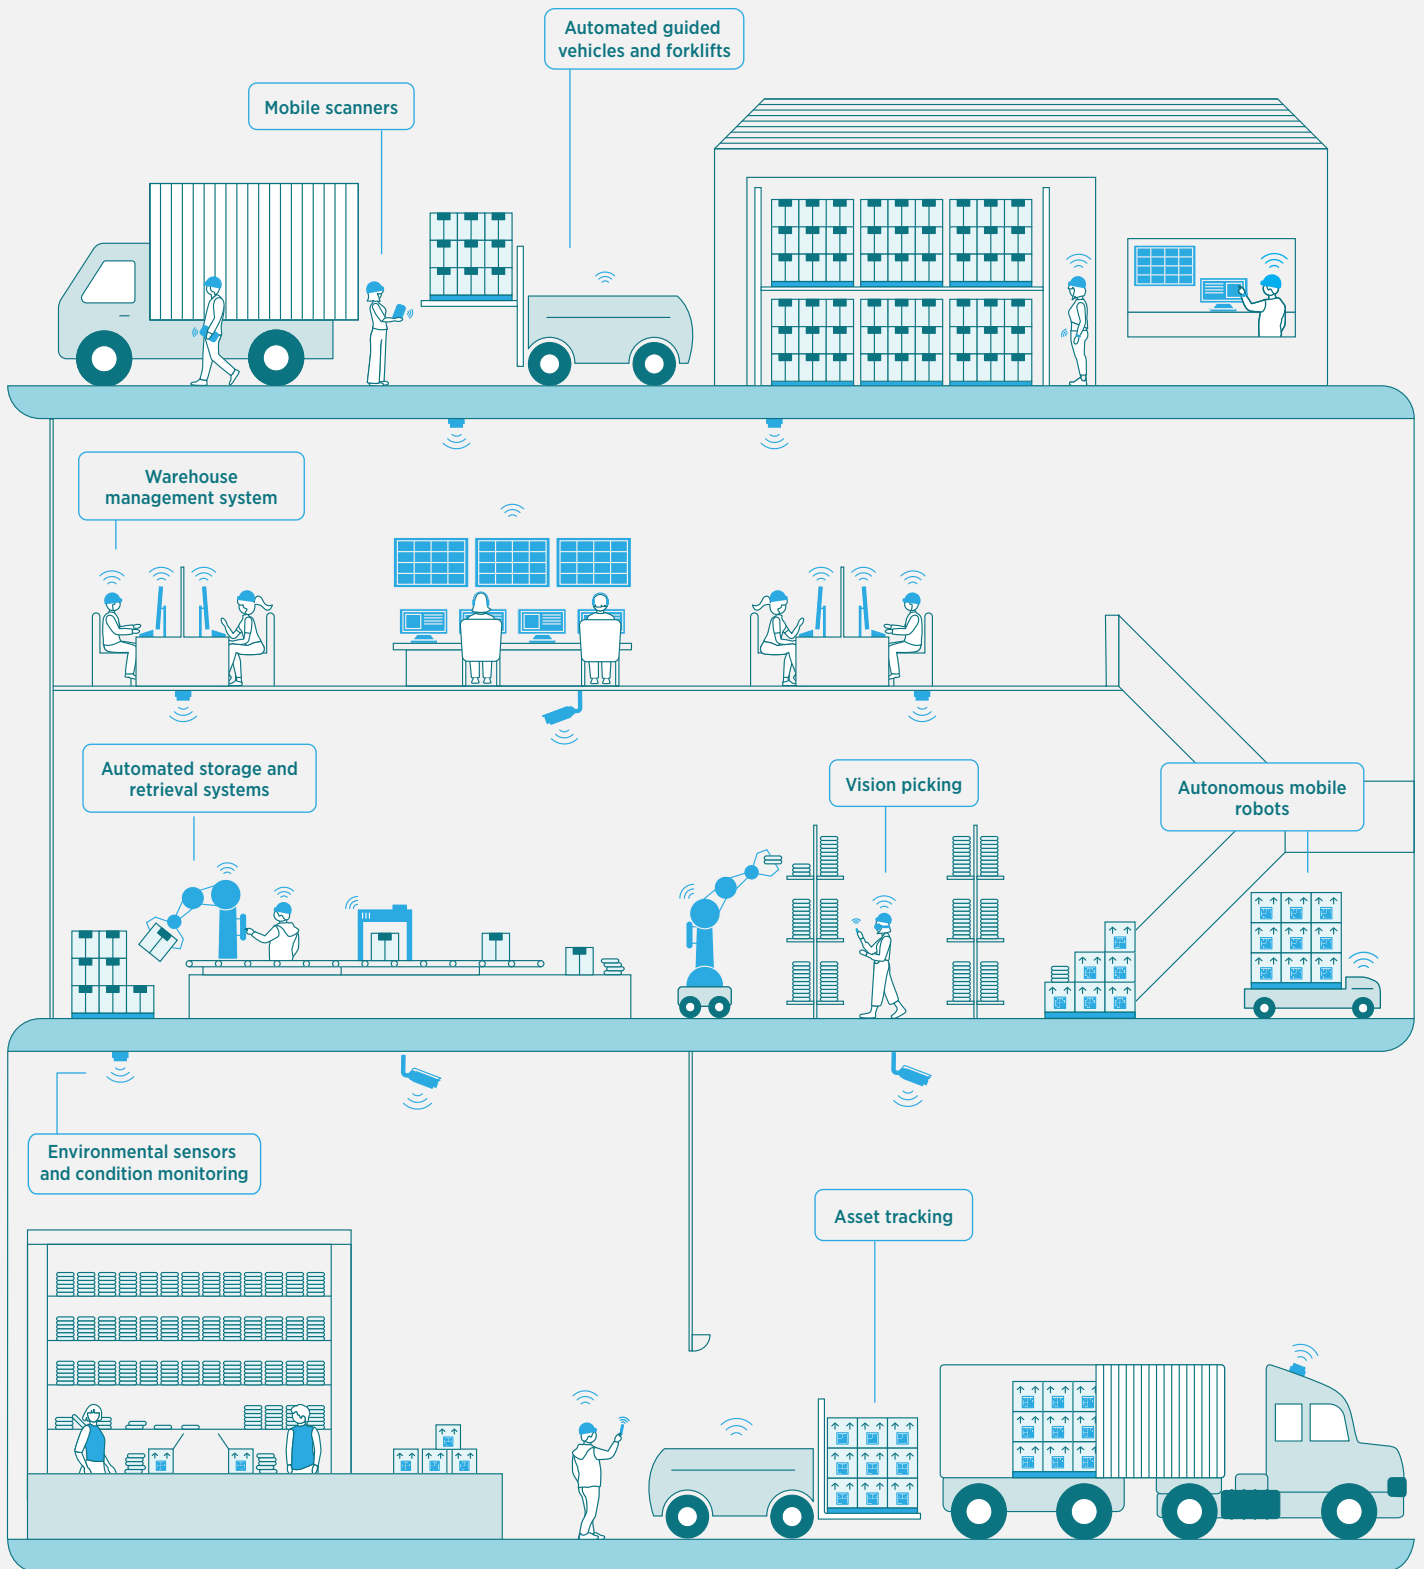 Automated guided
vehicles and forklifts
Mobile scanners
Warehouse
management system
Automated storage and
retrieval systems
Vision picking
Autonomous mobile
robots
Environmental sensors
and condition monitoring
Asset tracking